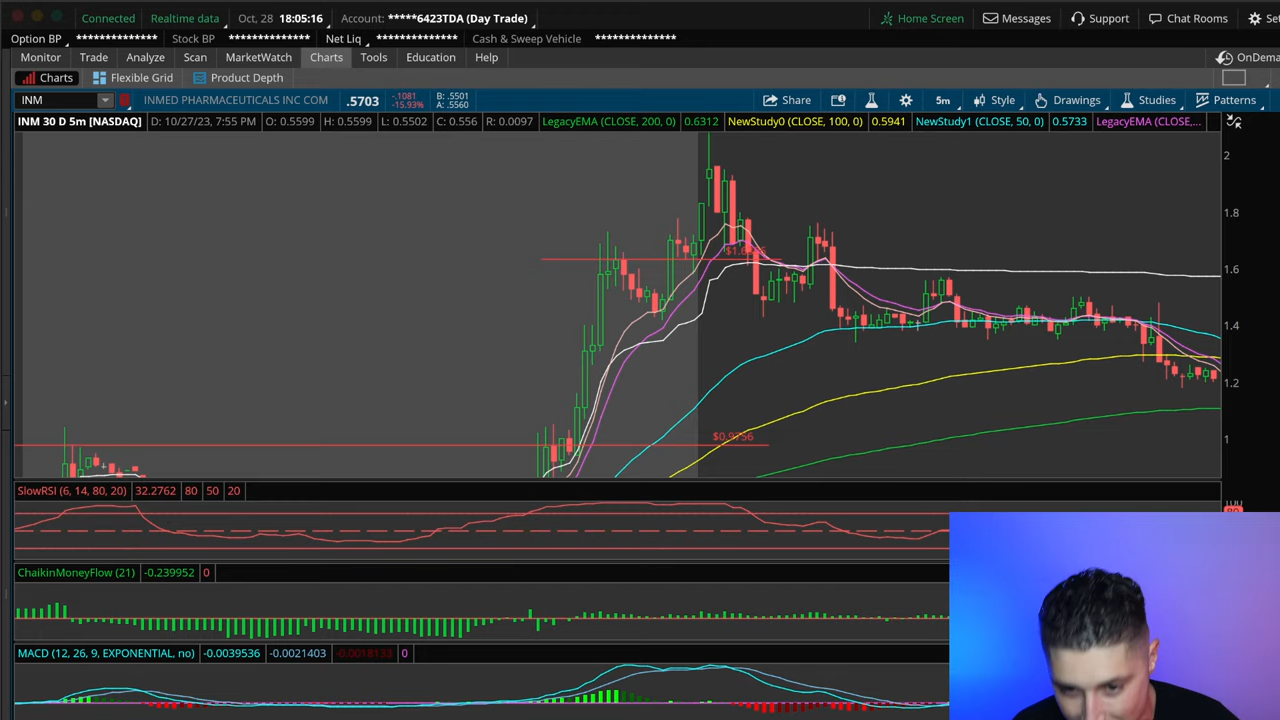 Connected Realtime data Oct, 28 18:05:16 Account: *****6423TDA (Day Trade) Home Screen Messages Support Chat Rooms
Option BP ************** Stock BP ************** Net Liq ************** Cash & Sweep Vehicle **************
Monitor Trade Analyze Scan MarketWatch Charts Tools Education Help
Charts Flexible Grid Product Depth
INM INMED PHARMACEUTICALS INC COM .5703 -.1081 -15.93% B: .5501 A: .5560 Share 5m Style Drawings Studies Patterns
INM 30 D 5m [NASDAQ] D: 10/27/23, 7:55 PM O: 0.5599 H: 0.5599 L: 0.5502 C: 0.556 R: 0.0097 LegacyEMA (CLOSE, 200, 0) 0.6312 NewStudy0 (CLOSE, 100, 0) 0.5941 NewStudy1 (CLOSE, 50, 0) 0.5733 LegacyEMA (CLOSE,...
2
1.8
1.6
1.4
1.2
1
$0.9756
SlowRSI (6, 14, 80, 20) 32.2762 80 50 20
ChaikinMoneyFlow (21) -0.239952 0
MACD (12, 26, 9, EXPONENTIAL, no) -0.0039536 -0.0021403 -0.0018133 0